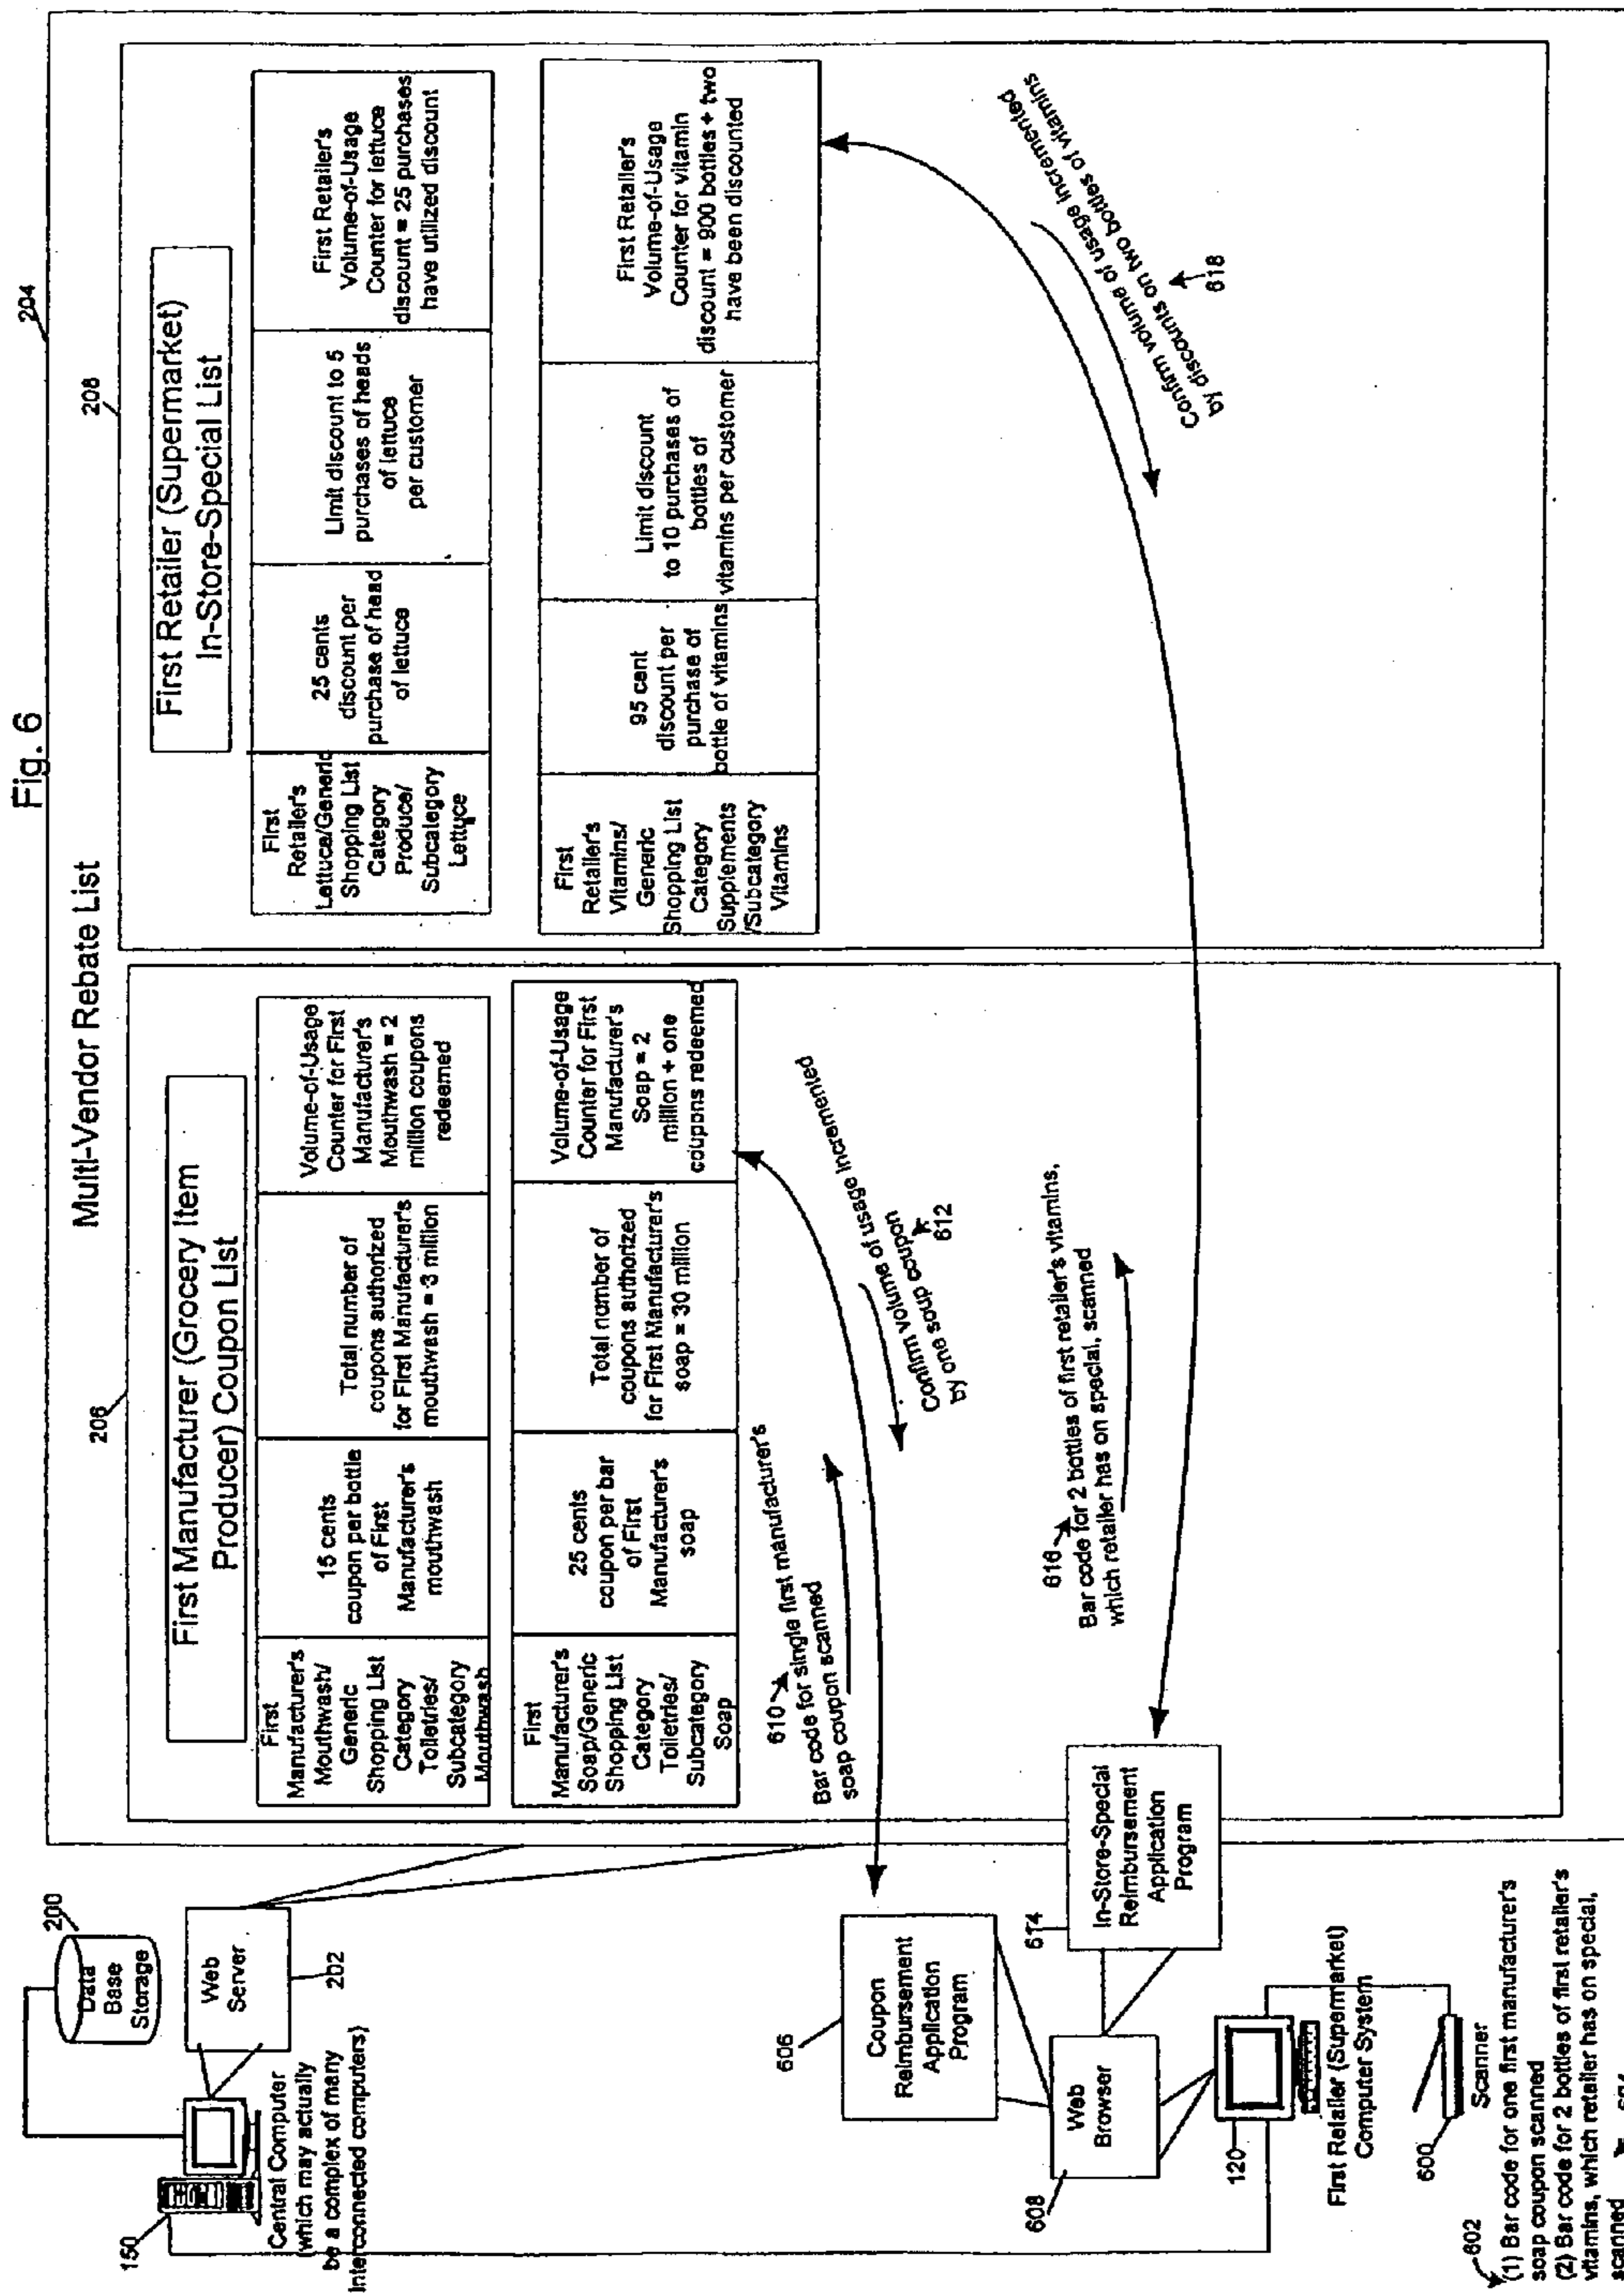 Fig. 6
204
Multi-Vendor Rebate List
206
208
First Manufacturer (Grocery Item
Producer) Coupon List
First
Manufacturer's
Mouthwash/
Generic
Shopping List
Category
Toiletries/
Subcategory
Mouthwash
15 cents
coupon per bottle
of First
Manufacturer's
mouthwash
Total number of
coupons authorized
for First Manufacturer's
mouthwash = 3 million
Volume-of-Usage
Counter for First
Manufacturer's
Mouthwash = 2
million coupons
redeemed
First
Manufacturer's
Soap/Generic
Shopping List
Category
Toiletries/
Subcategory
Soap
25 cents
coupon per bar
of First
Manufacturer's
soap
Total number of
coupons authorized
for First Manufacturer's
soap = 30 million
Volume-of-Usage
Counter for First
Manufacturer's
Soap = 2
million + one
coupons redeemed
First Retailer (Supermarket)
In-Store-Special List
First
Retailer's
Lettuce/Generic
Shopping List
Category
Produce/
Subcategory
Lettuce
25 cents
discount per
purchase of head
of lettuce
Limit discount to 5
purchases of heads
of lettuce
per customer
First Retailer's
Volume-of-Usage
Counter for lettuce
discount = 25 purchases
have utilized discount
First
Retailer's
Vitamins/
Generic
Shopping List
Category
Supplements
/Subcategory
Vitamins
95 cent
discount per
purchase of
bottle of vitamins
Limit discount
to 10 purchases of
bottles of
vitamins per customer
First Retailer's
Volume-of-Usage
Counter for vitamin
discount = 900 bottles + two
have been discounted
200
Data
Base
Storage
Web
Server
202
150
Central Computer
(which may actually
be a complex of many
interconnected computers)
610
Bar code for single first manufacturer's
soap coupon scanned
Confirm volume of usage incremented
by one soup coupon
612
606
Coupon
Reimbursement
Application
Program
616
Bar code for 2 bottles of first retailer's vitamins,
which retailer has on special, scanned
Confirm volume of usage incremented
by discounts on two bottles of vitamins
618
614
In-Store-Special
Reimbursement
Application
Program
608
Web
Browser
120
First Retailer (Supermarket)
Computer System
600
Scanner
602
(1) Bar code for one first manufacturer's
soap coupon scanned
(2) Bar code for 2 bottles of first retailer's
vitamins, which retailer has on special,
scanned